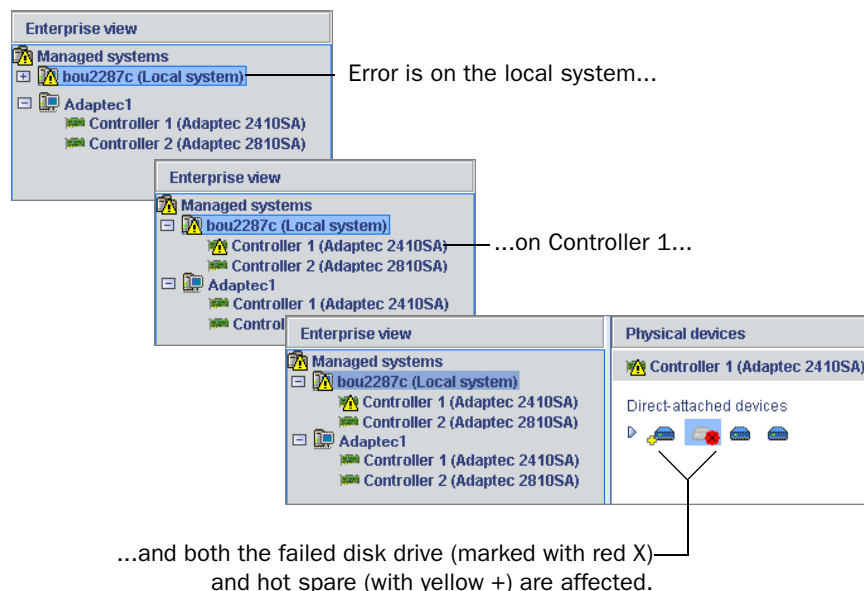 Enterprise view
Managed systems
bou2287c (Local system)
Error is on the local system...
Adaptec1
Controller 1 (Adaptec 2410SA)
Controller 2 (Adaptec 2810SA)
Enterprise view
Managed systems
bou2287c (Local system)
Controller 1 (Adaptec 2410SA)
...on Controller 1...
Controller 2 (Adaptec 2810SA)
Adaptec1
Controller 1 (Adaptec 2410SA)
Control
Enterprise view
Managed systems
bou2287c (Local system)
Controller 1 (Adaptec 2410SA)
Controller 2 (Adaptec 2810SA)
Adaptec1
Controller 1 (Adaptec 2410SA)
Controller 2 (Adaptec 2810SA)
Physical devices
Controller 1 (Adaptec 2410SA)
Direct-attached devices
...and both the failed disk drive (marked with red X)
and hot spare (with yellow +) are affected.